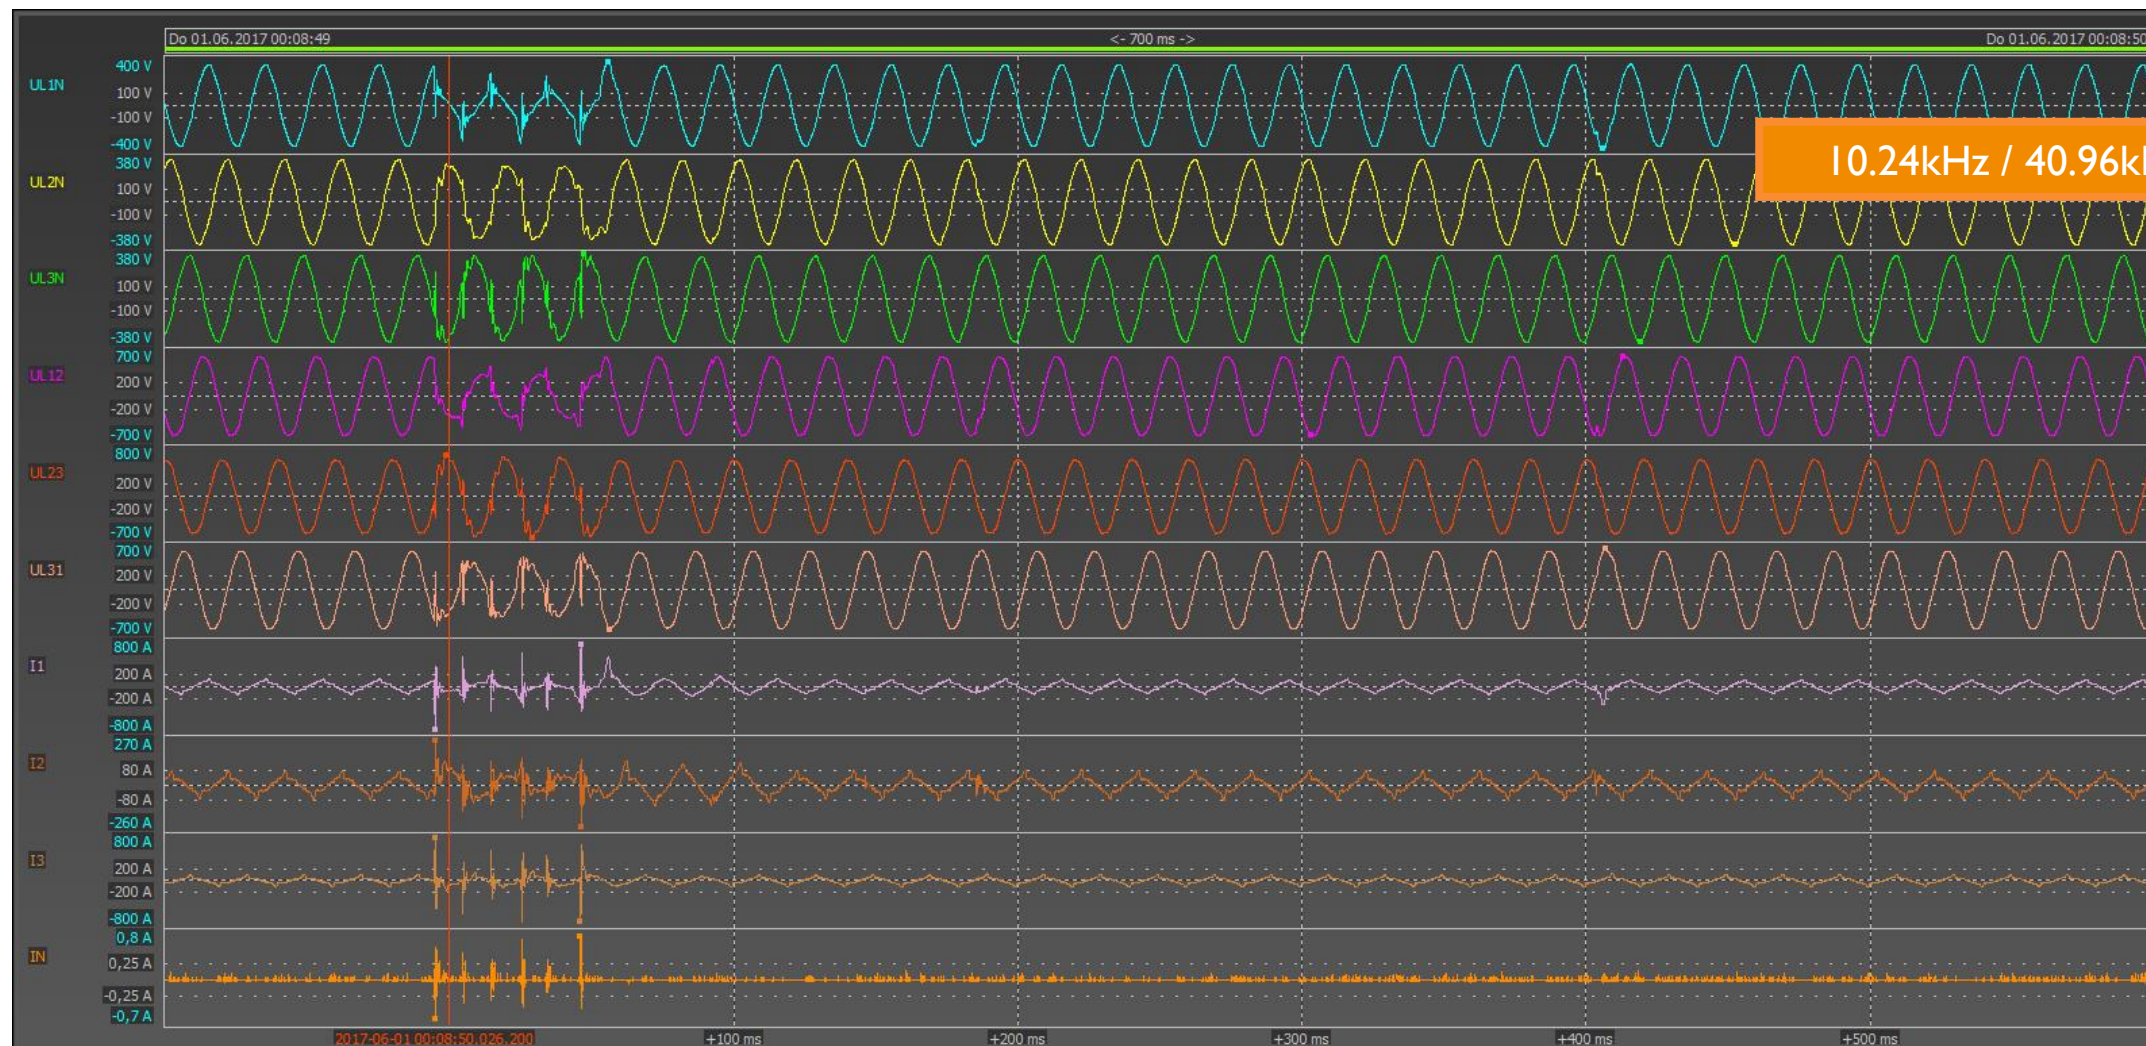 Do 01.06.2017 00:08:49 <- 700 ms -> Do 01.06.2017 00:08:50
UL1N
400 V
100 V
-100 V
-400 V
10.24kHz / 40.96k
UL2N
380 V
100 V
-100 V
-380 V
UL3N
380 V
100 V
-100 V
-380 V
UL12
700 V
200 V
-200 V
-700 V
UL23
800 V
200 V
-200 V
-700 V
UL31
700 V
200 V
-200 V
-700 V
I1
800 A
200 A
-200 A
-800 A
I2
270 A
80 A
-80 A
-260 A
I3
800 A
200 A
-200 A
-800 A
IN
0,8 A
0,25 A
-0,25 A
-0,7 A
2017-06-01 00:08:50,026.200 +100 ms +200 ms +300 ms +400 ms +500 ms